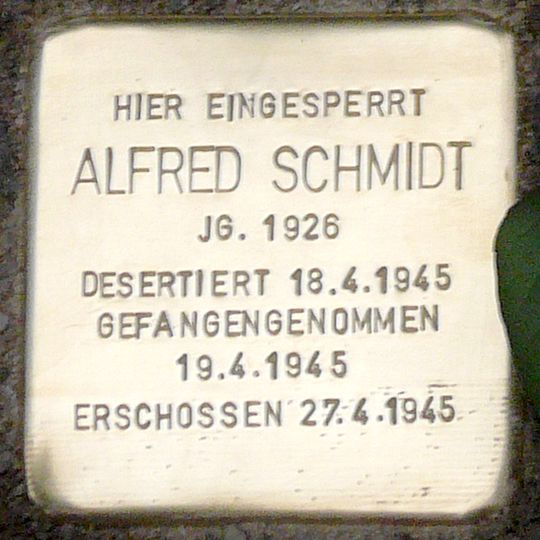 HIER EINGESPERRT
ALFRED SCHMIDT
JG. 1926
DESERTIERT 18.4.1945
GEFANGENGENOMMEN
19.4.1945
ERSCHOSSEN 27.4.1945